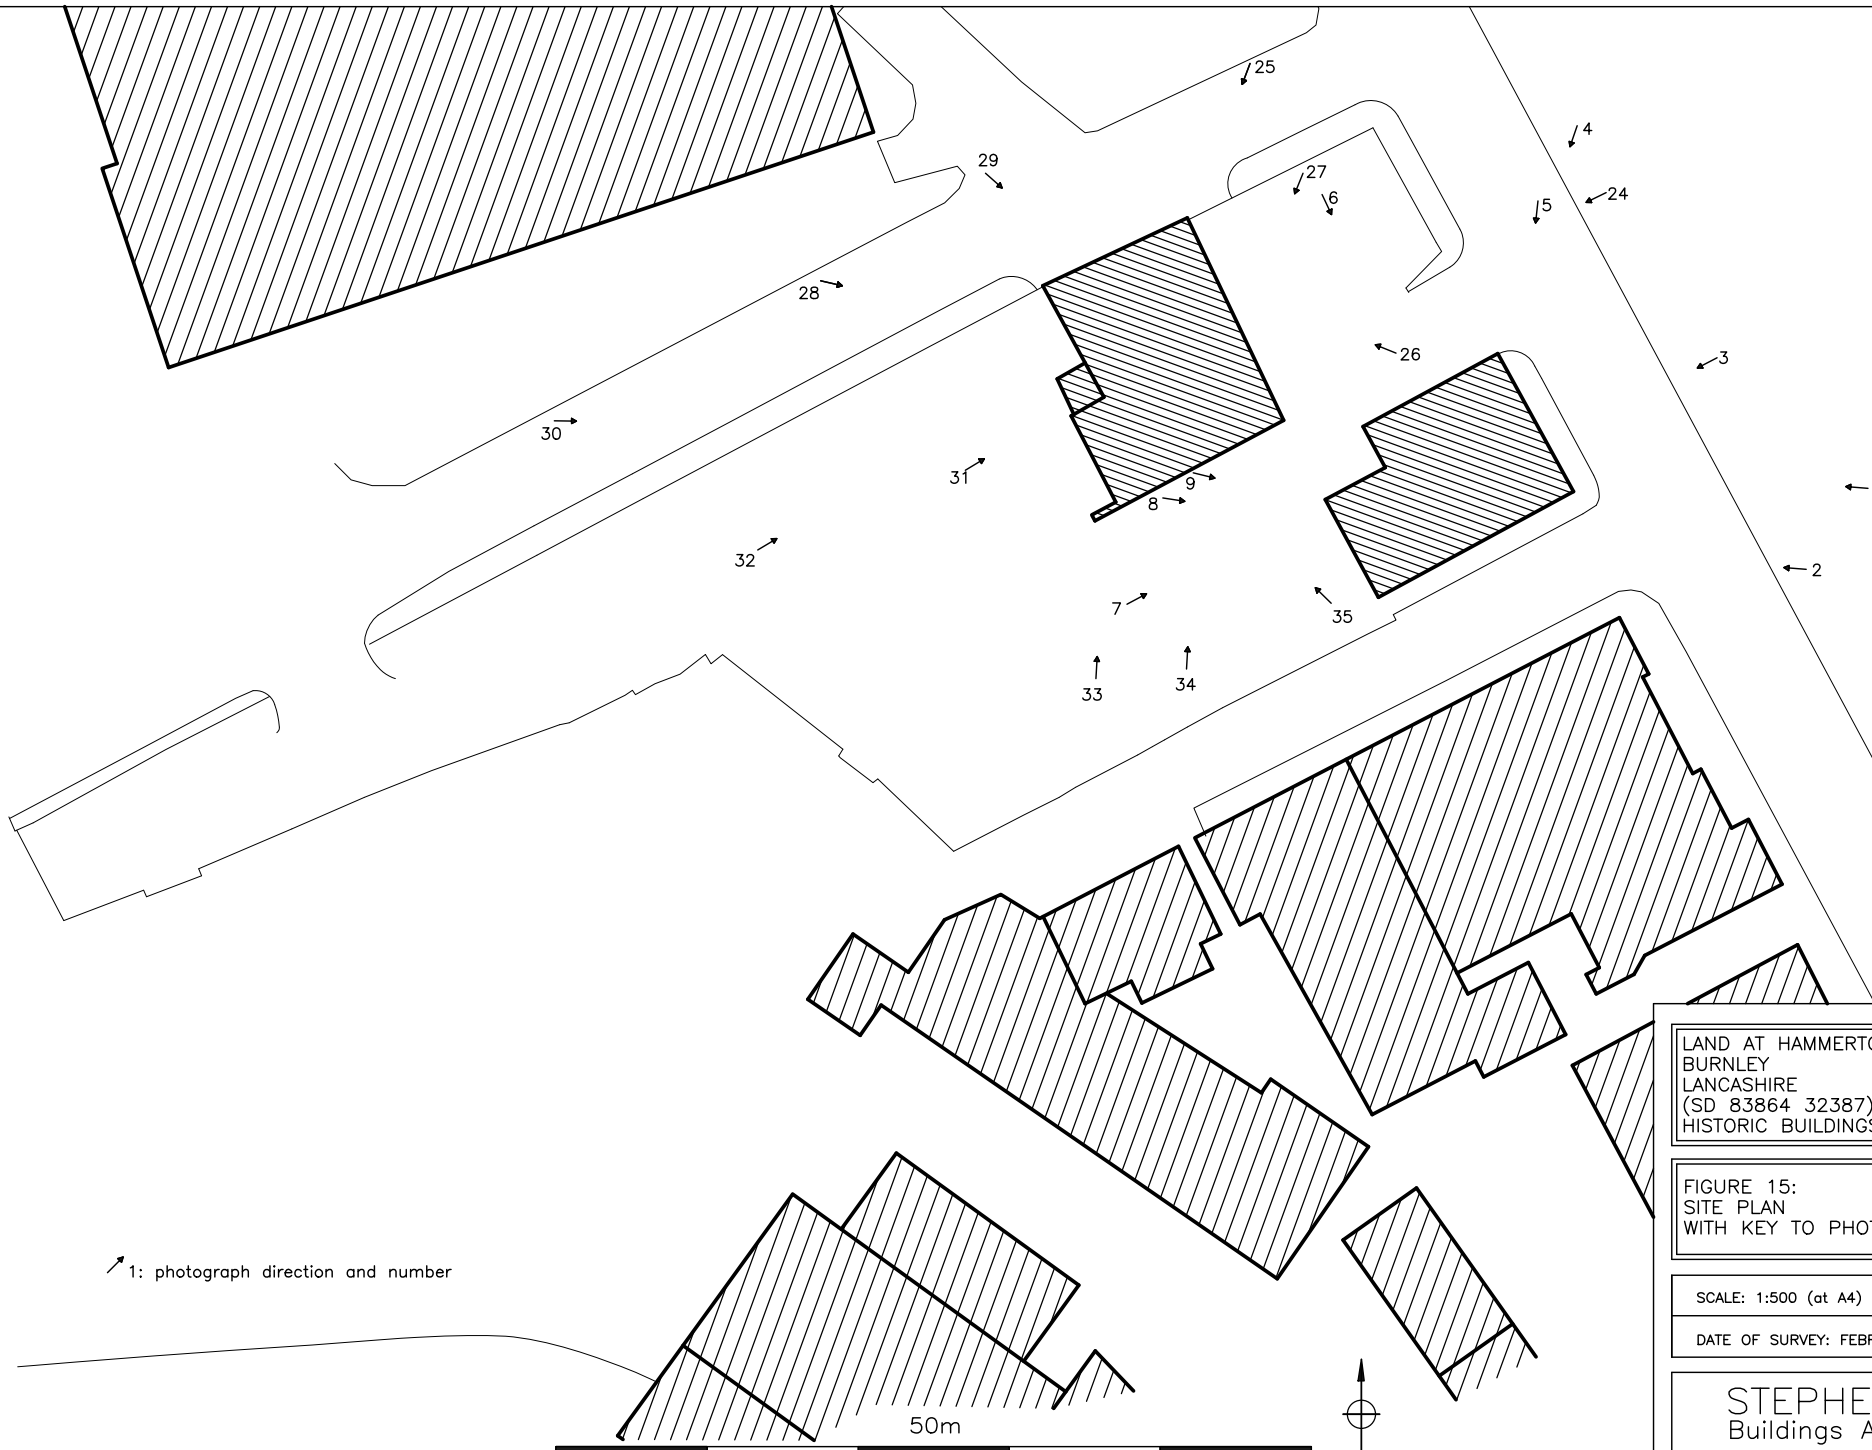 25
4
29
27
6
24
5
28
3
26
30
31
9
8
32
2
7
35
34
33
LAND AT HAMMERTO
BURNLEY
LANCASHIRE
(SD 83864 32387)
HISTORIC BUILDINGS
FIGURE 15:
SITE PLAN
WITH KEY TO PHOT
1: photograph direction and number
SCALE: 1:500 (at A4)
DATE OF SURVEY: FEBR
STEPHE
Buildings A
50m